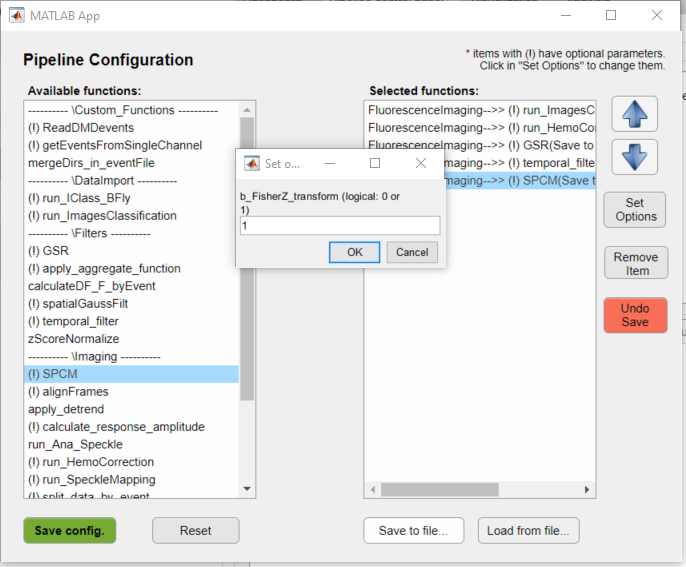 MATLAB App
Pipeline Configuration
* items with (!) have optional parameters.
Click in "Set Options" to change them.
Available functions:
---------- \Custom_Functions ----------
(!) ReadDMDevents
(!) getEventsFromSingleChannel
mergeDirs_in_eventFile
---------- \DataImport ----------
(!) run_IClass_BFly
(!) run_ImagesClassification
---------- \Filters ----------
(!) GSR
(!) apply_aggregate_function
calculateDF_F_byEvent
(!) spatialGaussFilt
(!) temporal_filter
zScoreNormalize
---------- \Imaging ----------
(!) SPCM
(!) alignFrames
apply_detrend
(!) calculate_response_amplitude
run_Ana_Speckle
(!) run_HemoCorrection
(!) run_SpeckleMapping
(!) split_data_by_event
Selected functions:
FluorescenceImaging-->> (!) run_ImagesC
FluorescenceImaging-->> (!) run_HemoCor
FluorescenceImaging-->> (!) GSR(Save to
maging-->> (!) temporal_filte
maging-->> (!) SPCM(Save t
Set o...
b_FisherZ_transform (logical: 0 or
1)
1
OK
Cancel
Set
Options
Remove
Item
Undo
Save
Save config.
Reset
Save to file...
Load from file...